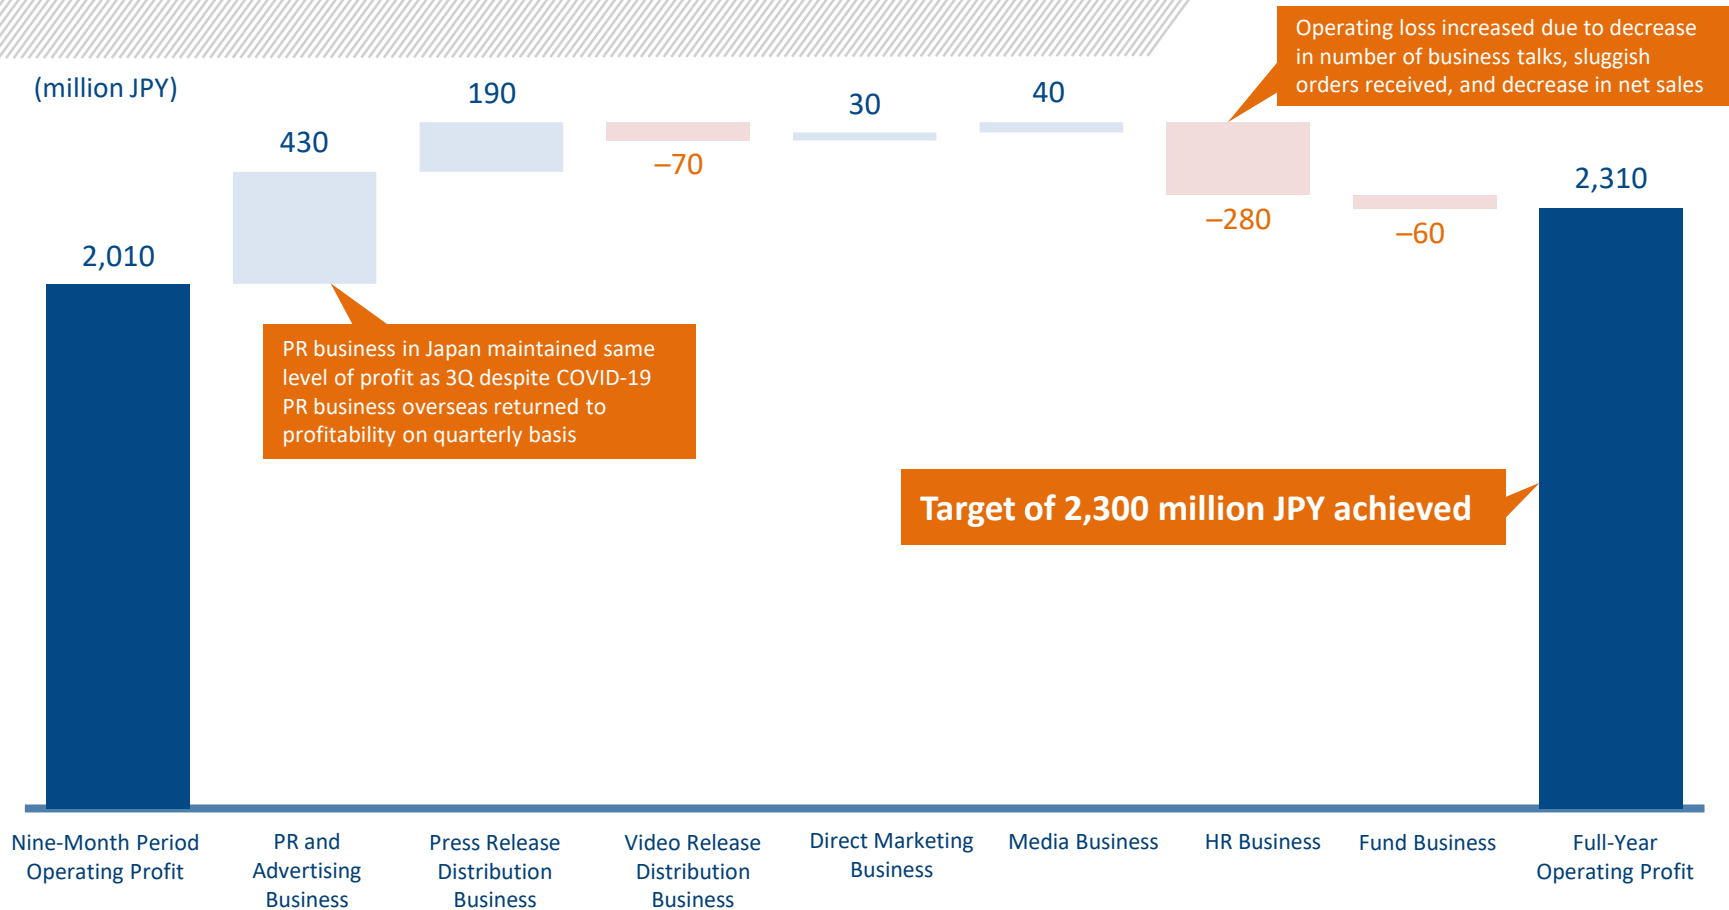 Operating loss increased due to decrease
in number of business talks, sluggish
orders received, and decrease in net sales
(million JPY)
2,010
430
190
–70
30
40
–280
–60
2,310
PR business in Japan maintained same
level of profit as 3Q despite COVID-19
PR business overseas returned to
profitability on quarterly basis
Target of 2,300 million JPY achieved
Nine-Month Period
Operating Profit
PR and
Advertising
Business
Press Release
Distribution
Business
Video Release
Distribution
Business
Direct Marketing
Business
Media Business
HR Business
Fund Business
Full-Year
Operating Profit